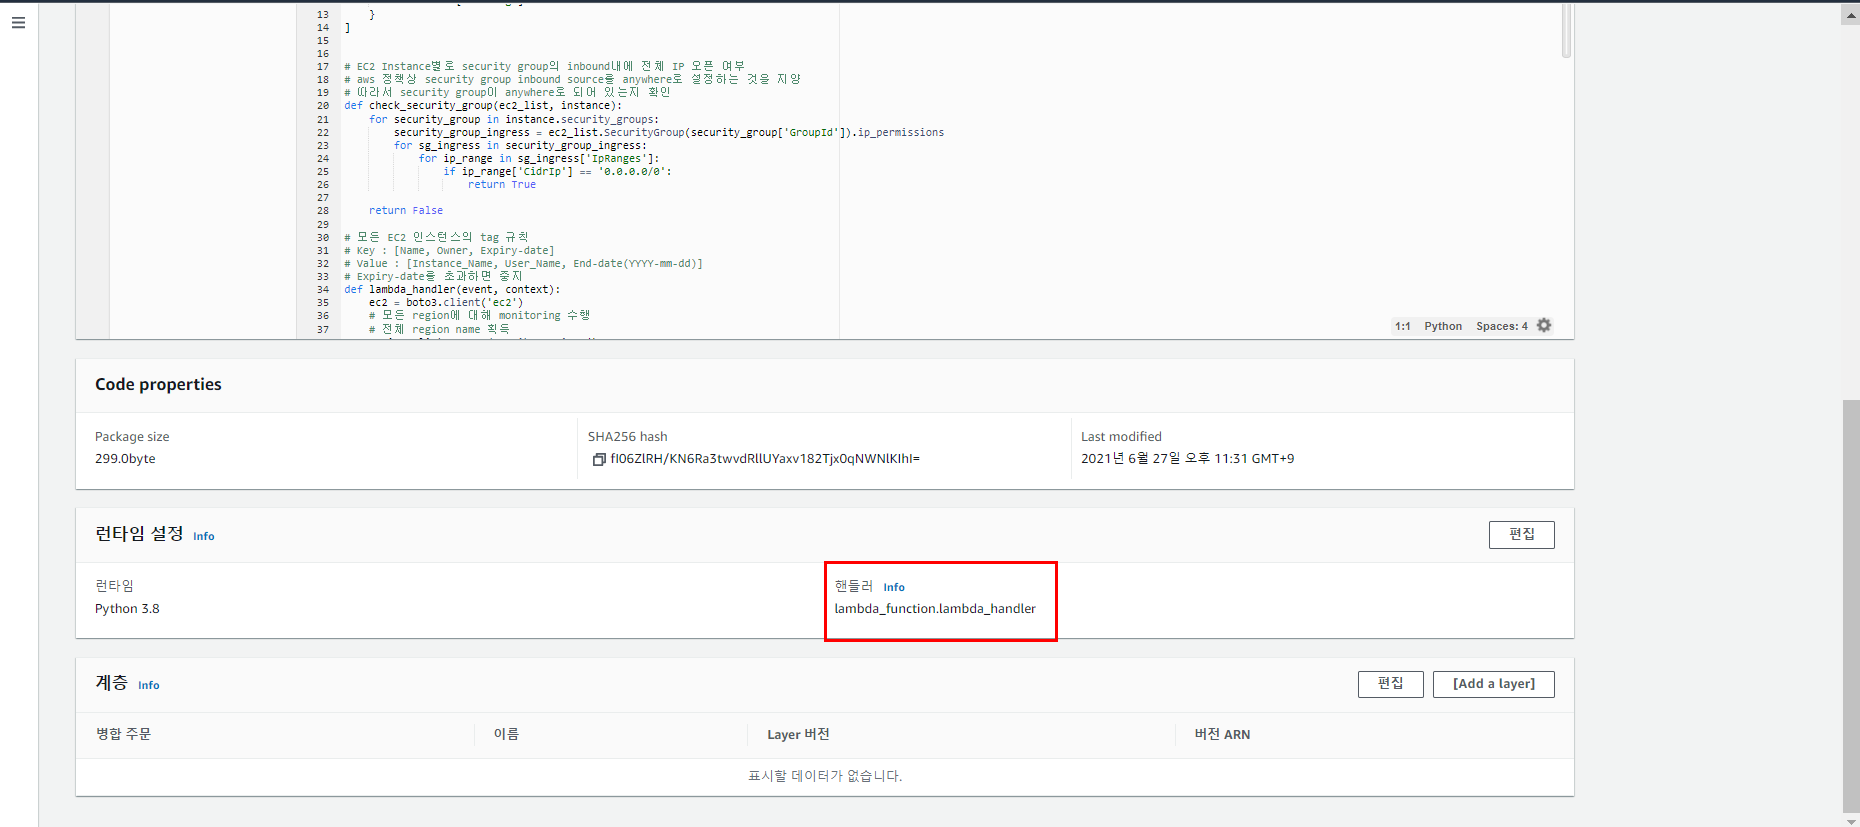 13 }
14 ]
15
16
17 # EC2 Instance별로 security group의 inbound내에 전체 IP 오픈 여부
18 # aws 정책상 security group inbound source를 anywhere로 설정하는 것을 지양
19 # 따라서 security group이 anywhere로 되어 있는지 확인
20 def check_security_group(ec2_list, instance):
21 for security_group in instance.security_groups:
22 security_group_ingress = ec2_list.SecurityGroup(security_group['GroupId']).ip_permissions
23 for sg_ingress in security_group_ingress:
24 for ip_range in sg_ingress['IpRanges']:
25 if ip_range['CidrIp'] == '0.0.0.0/0':
26 return True
27
28 return False
29
30 # 모든 EC2 인스턴스의 tag 규칙
31 # Key : [Name, Owner, Expiry-date]
32 # Value : [Instance_Name, User_Name, End-date(YYYY-mm-dd)]
33 # Expiry-date를 초과하면 중지
34 def lambda_handler(event, context):
35 ec2 = boto3.client('ec2')
36 # 모든 region에 대해 monitoring 수행
37 # 전체 region name 획득
1:1 Python Spaces: 4
Code properties
Package size SHA256 hash Last modified
299.0byte fI06ZlRH/KN6Ra3twvdRllUYaxv182Tjx0qNWNlKIhI= 2021년 6월 27일 오후 11:31 GMT+9
런타임 설정 Info 편집
런타임 핸들러 Info
Python 3.8 lambda_function.lambda_handler
계층 Info 편집 [Add a layer]
병합 주문 이름 Layer 버전 버전 ARN
표시할 데이터가 없습니다.